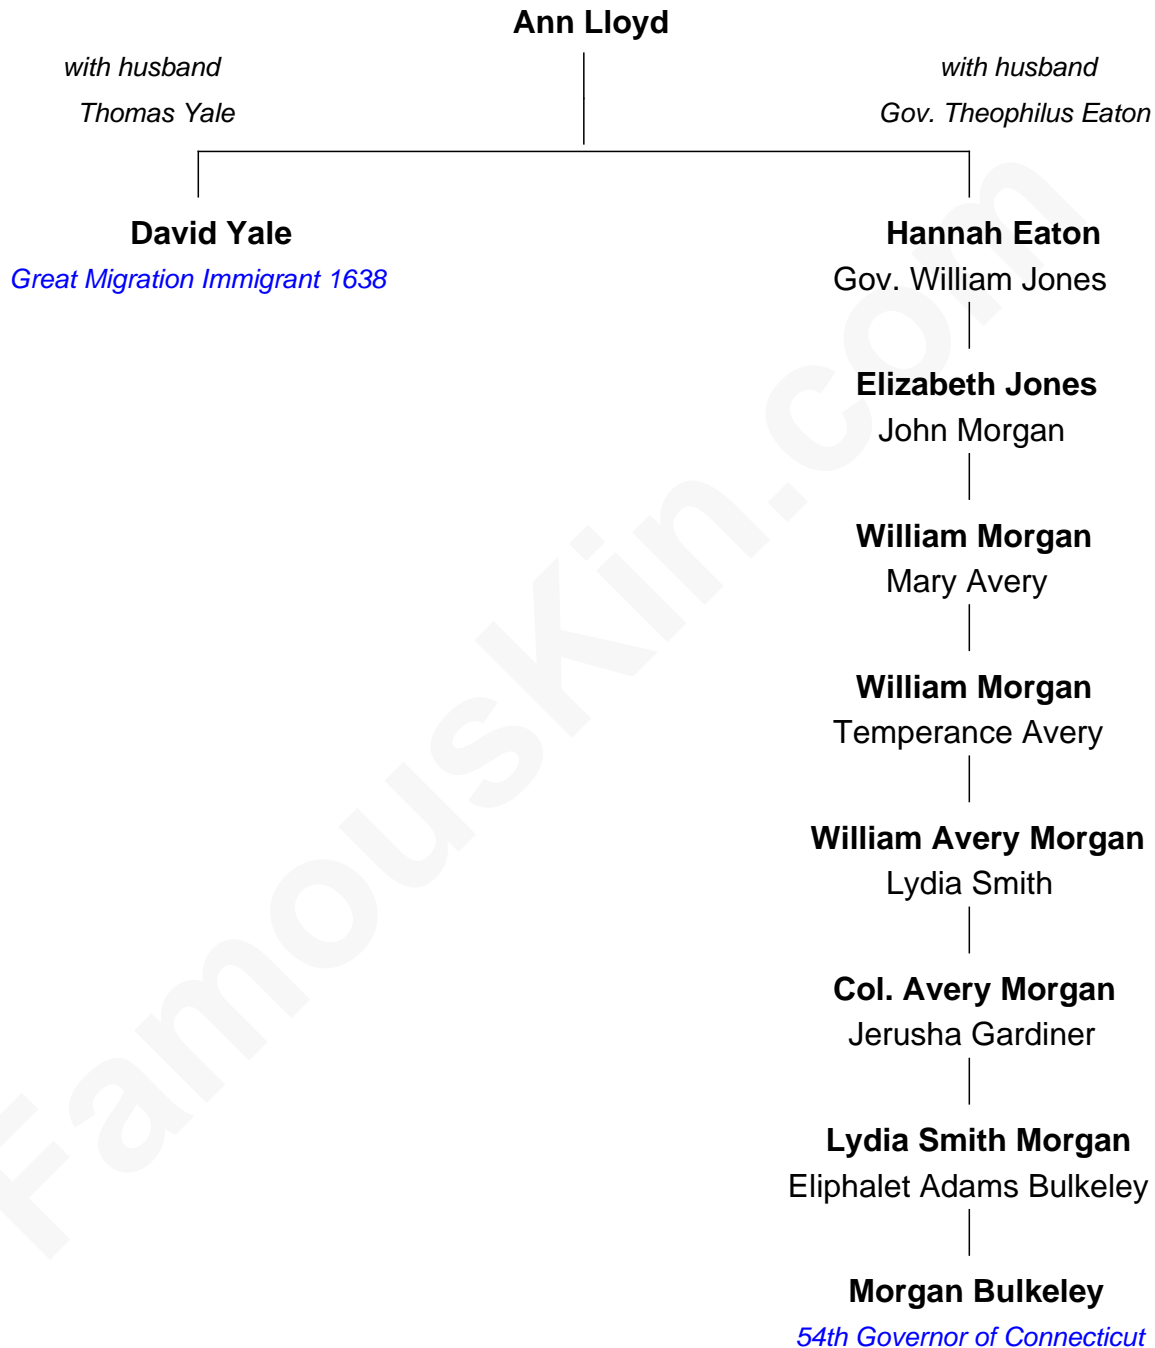 Ann Lloyd
with husband
Thomas Yale
with husband
Gov. Theophilus Eaton
David Yale
Great Migration Immigrant 1638
Hannah Eaton
Gov. William Jones
Elizabeth Jones
John Morgan
William Morgan
Mary Avery
William Morgan
Temperance Avery
William Avery Morgan
Lydia Smith
Col. Avery Morgan
Jerusha Gardiner
Lydia Smith Morgan
Eliphalet Adams Bulkeley
Morgan Bulkeley
54th Governor of Connecticut
FamousKin.com